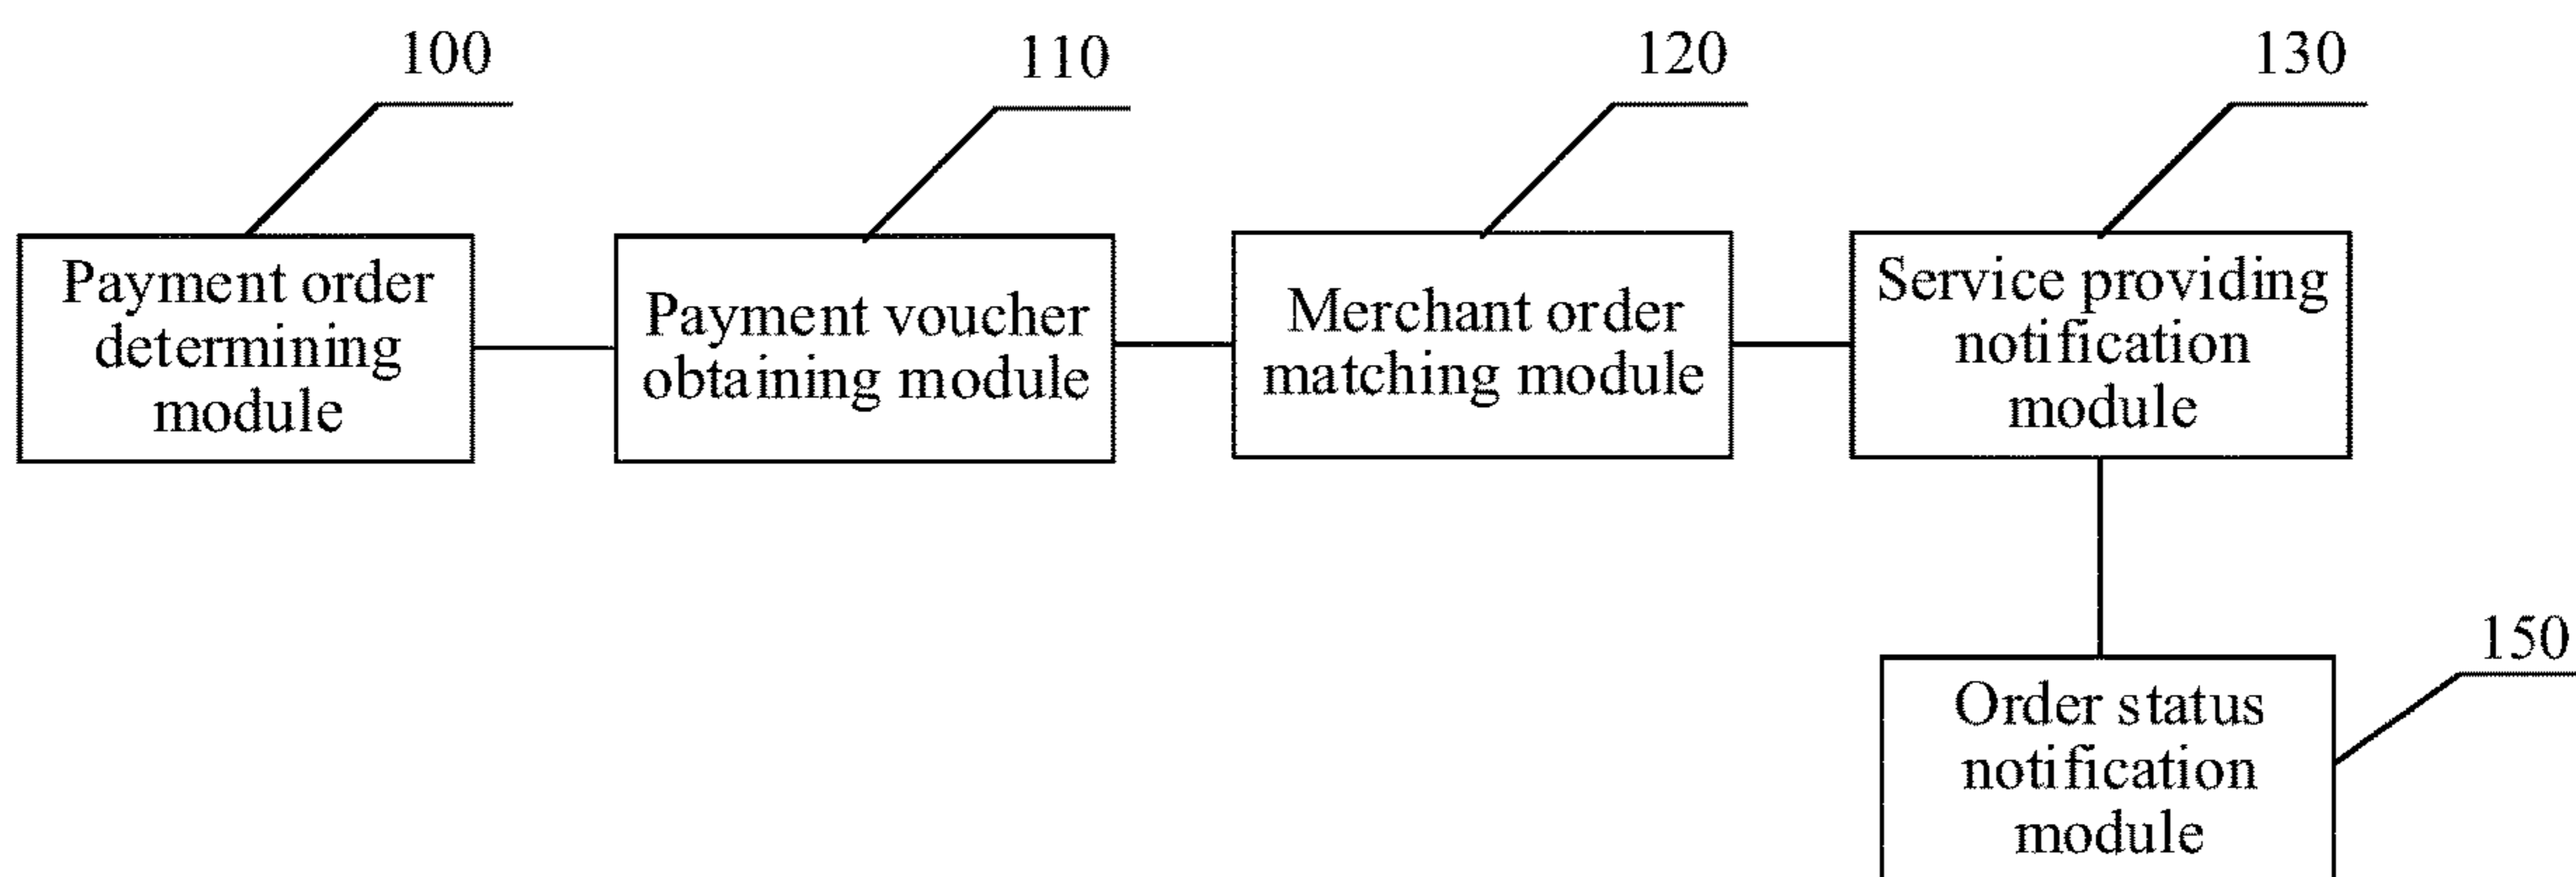 100
110
120
130
Payment order
determining
module
Payment voucher
obtaining module
Merchant order
matching module
Service providing
notification
module
150
Order status
notification
module